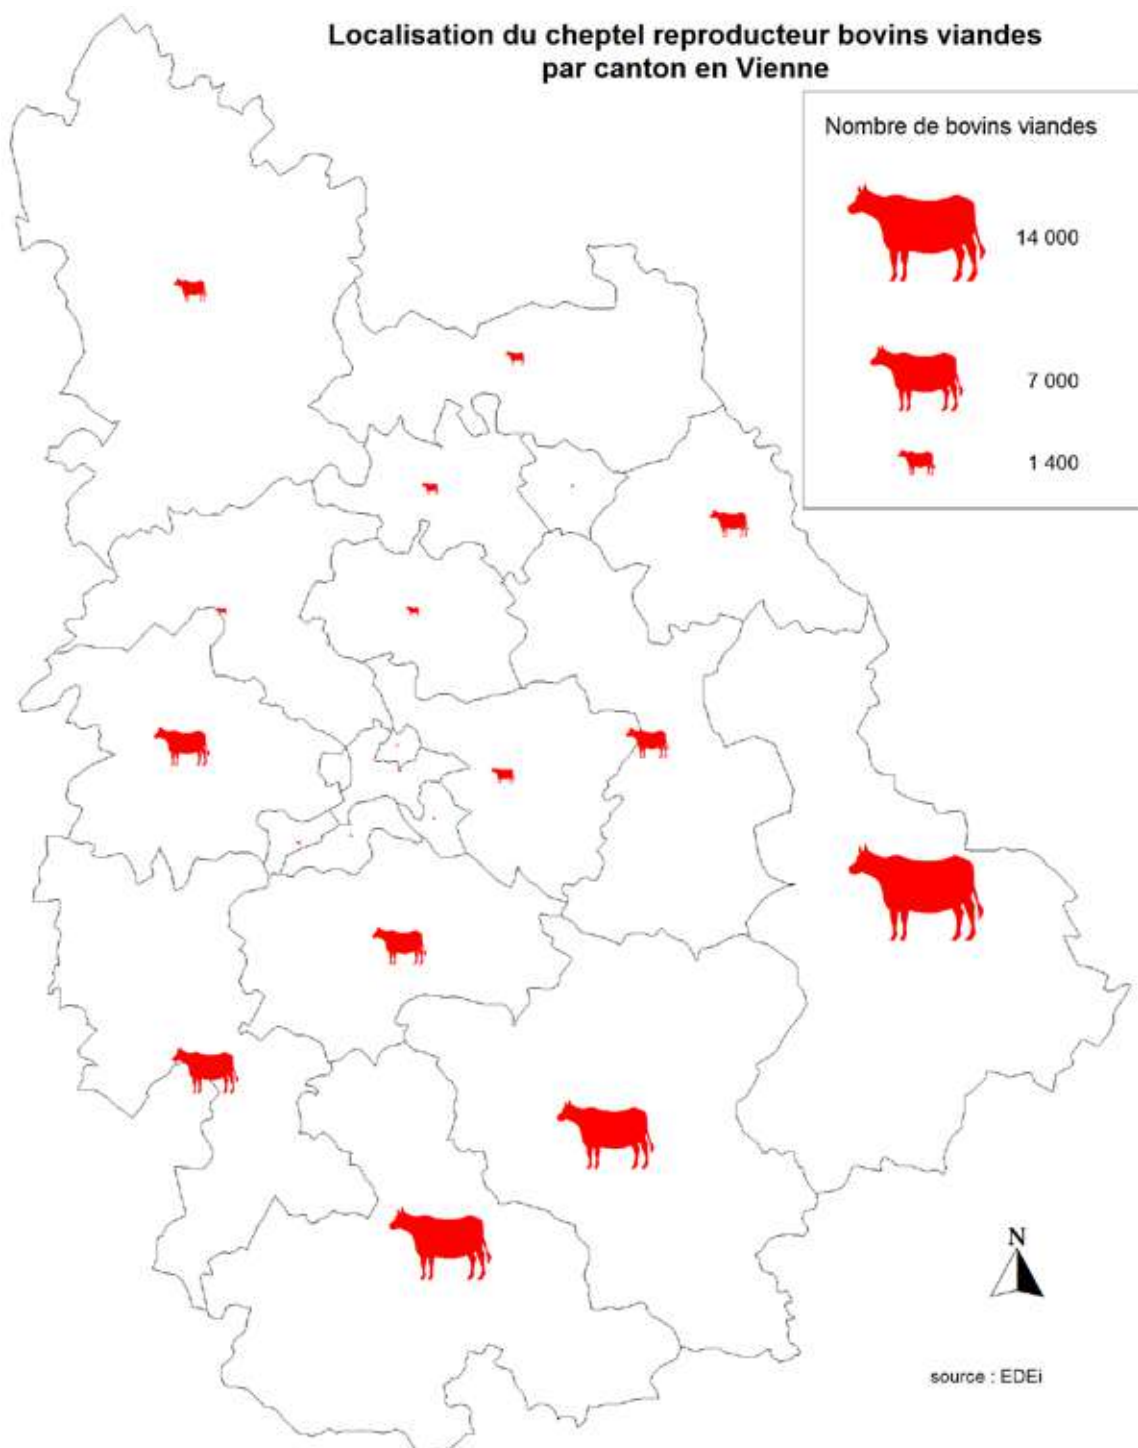 Localisation du cheptel reproducteur bovins viandes
par canton en Vienne
Nombre de bovins viandes
14 000
7 000
1 400
N
source : EDEi